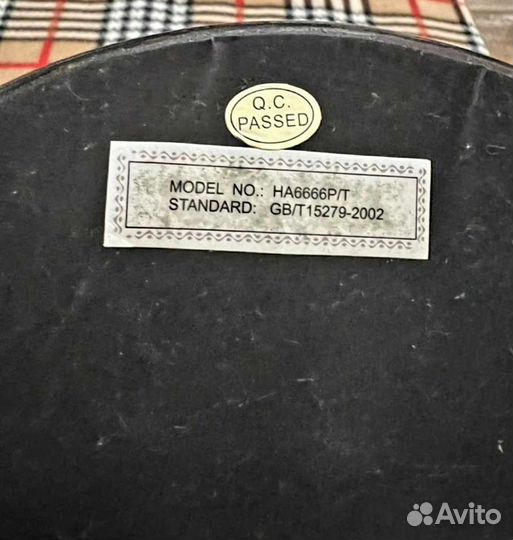 Q.C.
PASSED
MODEL NO.: HA6666P/T
STANDARD: GB/T15279-2002
Avito